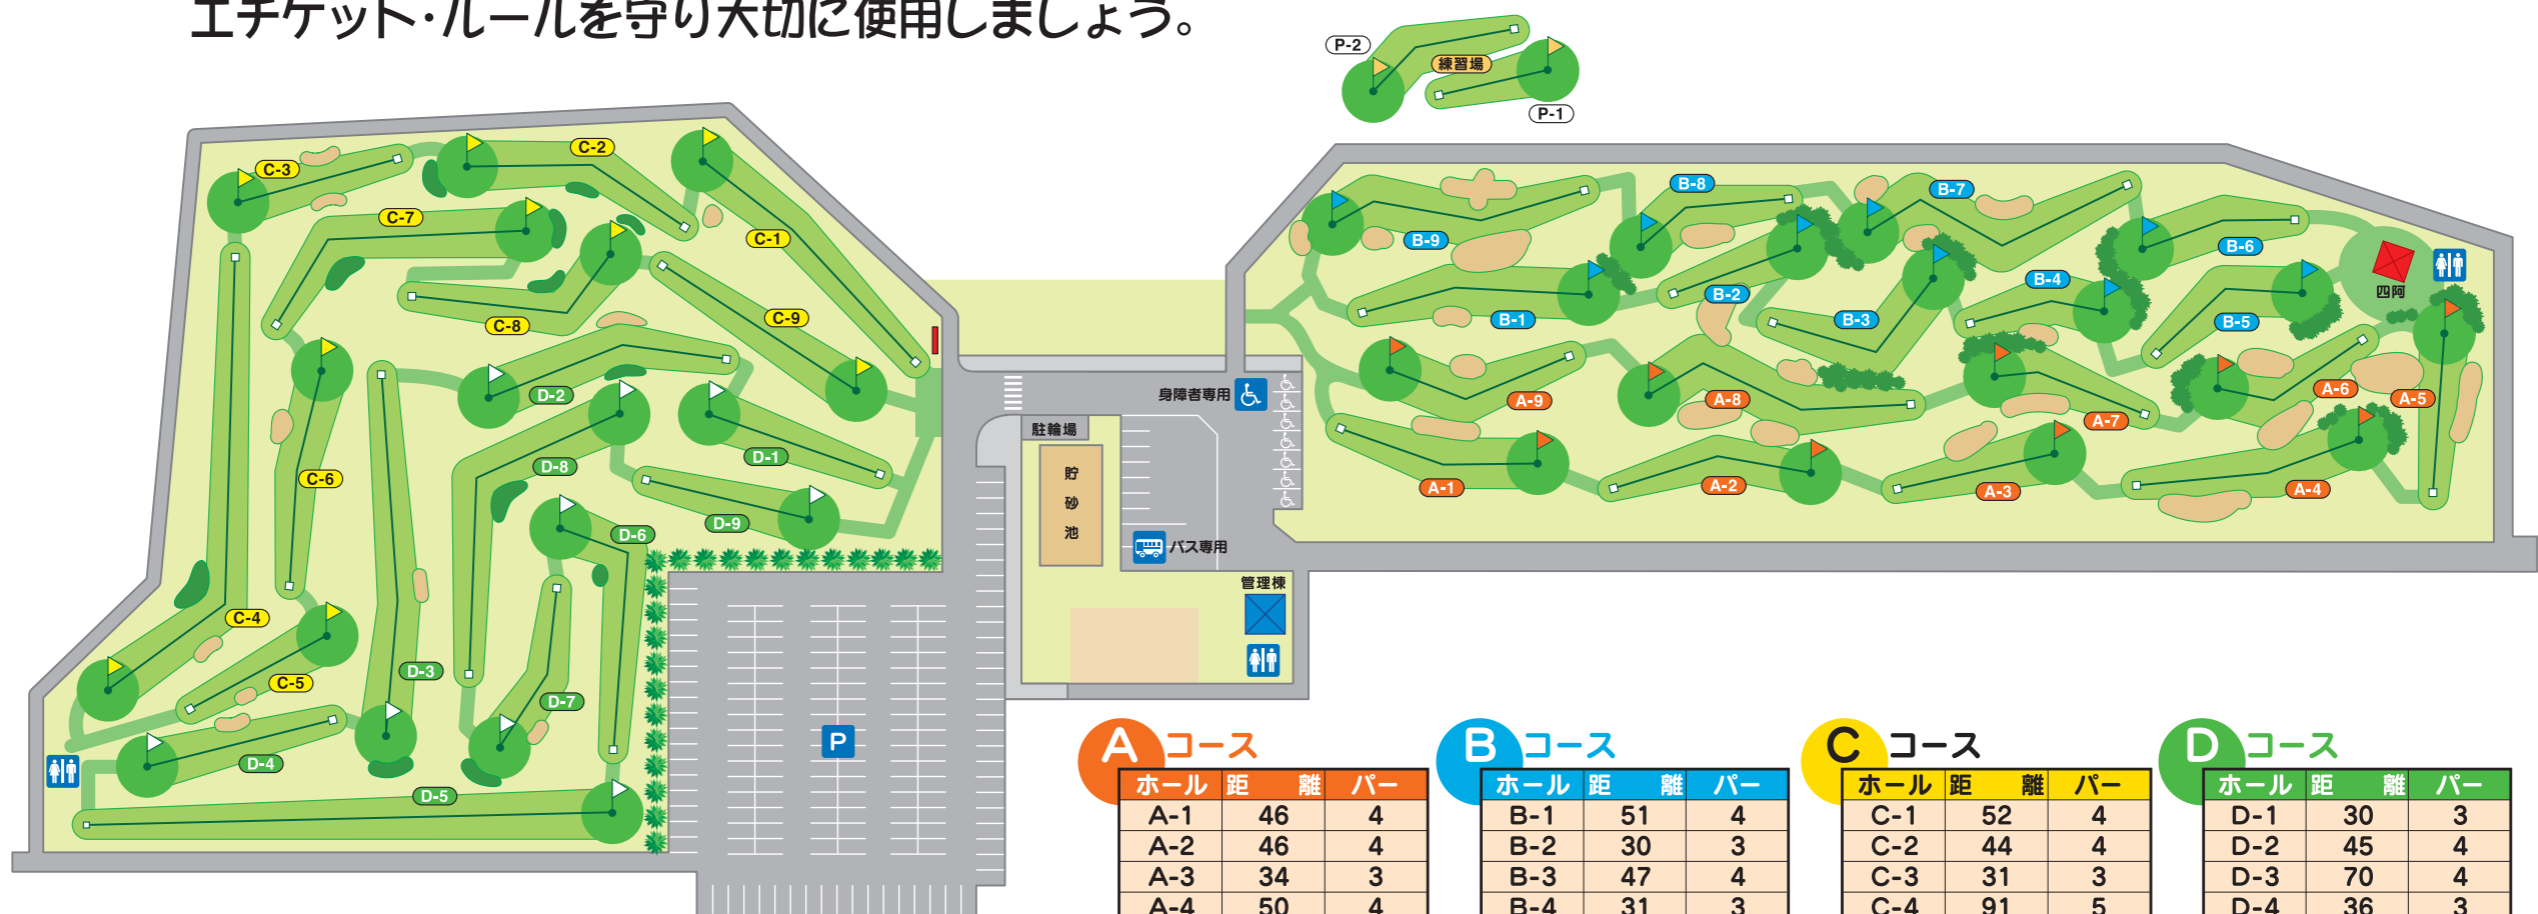 エチケット・ルールを守り大切に使用しましょう。
P-2
練習場
P-1
C-3
C-2
C-7
C-1
C-8
C-9
C-6
C-4
C-5
D-2
D-8
D-1
D-9
D-6
D-3
D-7
D-4
D-5
B-8
B-7
B-9
B-6
B-4
B-2
B-1
B-3
B-5
四阿
A-9
A-8
A-7
A-6
A-5
A-1
A-2
A-3
A-4
身障者専用
駐輪場
貯
砂
池
バス専用
管理棟
P
A コース
ホール 距 離 パー
A-1 46 4
A-2 46 4
A-3 34 3
A-4 50 4
B コース
ホール 距 離 パー
B-1 51 4
B-2 30 3
B-3 47 4
B-4 31 3
C コース
ホール 距 離 パー
C-1 52 4
C-2 44 4
C-3 31 3
C-4 91 5
D コース
ホール 距 離 パー
D-1 30 3
D-2 45 4
D-3 70 4
D-4 36 3